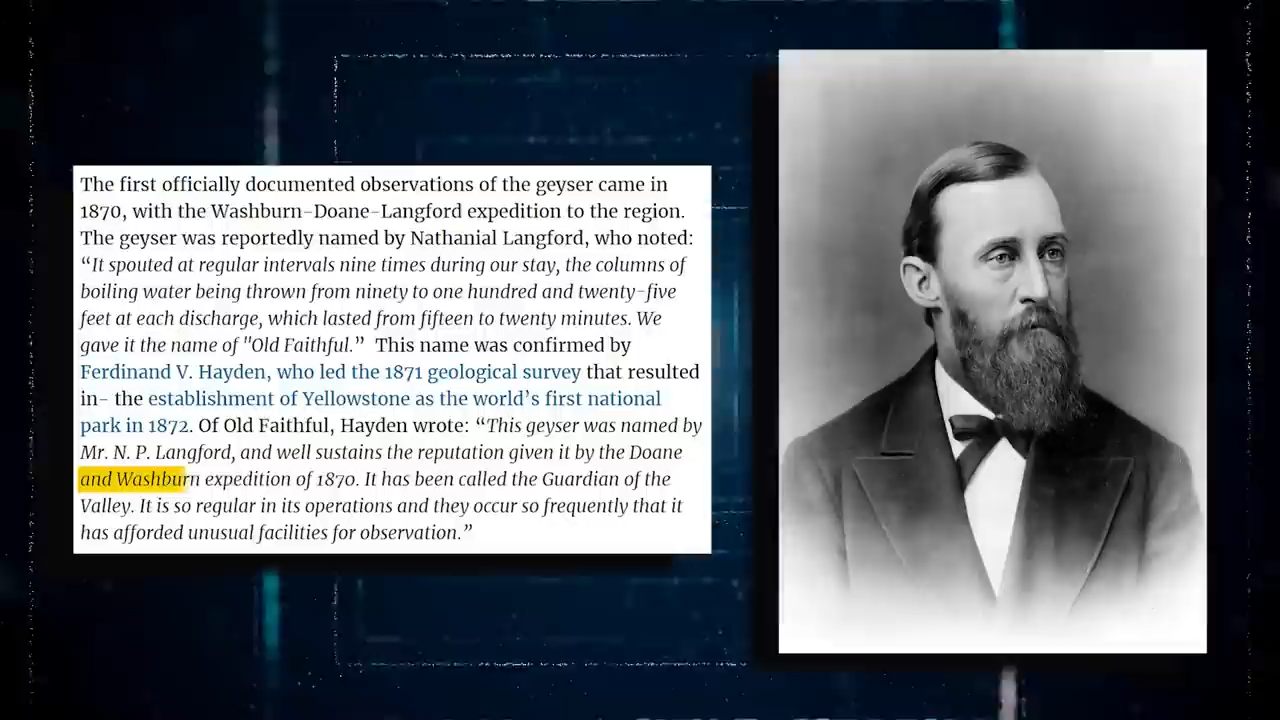 The first officially documented observations of the geyser came in
1870, with the Washburn-Doane-Langford expedition to the region.
The geyser was reportedly named by Nathanial Langford, who noted:
“It spouted at regular intervals nine times during our stay, the columns of
boiling water being thrown from ninety to one hundred and twenty-five
feet at each discharge, which lasted from fifteen to twenty minutes. We
gave it the name of "Old Faithful.” This name was confirmed by
Ferdinand V. Hayden, who led the 1871 geological survey that resulted
in- the establishment of Yellowstone as the world’s first national
park in 1872. Of Old Faithful, Hayden wrote: “This geyser was named by
Mr. N. P. Langford, and well sustains the reputation given it by the Doane
and Washburn expedition of 1870. It has been called the Guardian of the
Valley. It is so regular in its operations and they occur so frequently that it
has afforded unusual facilities for observation.”